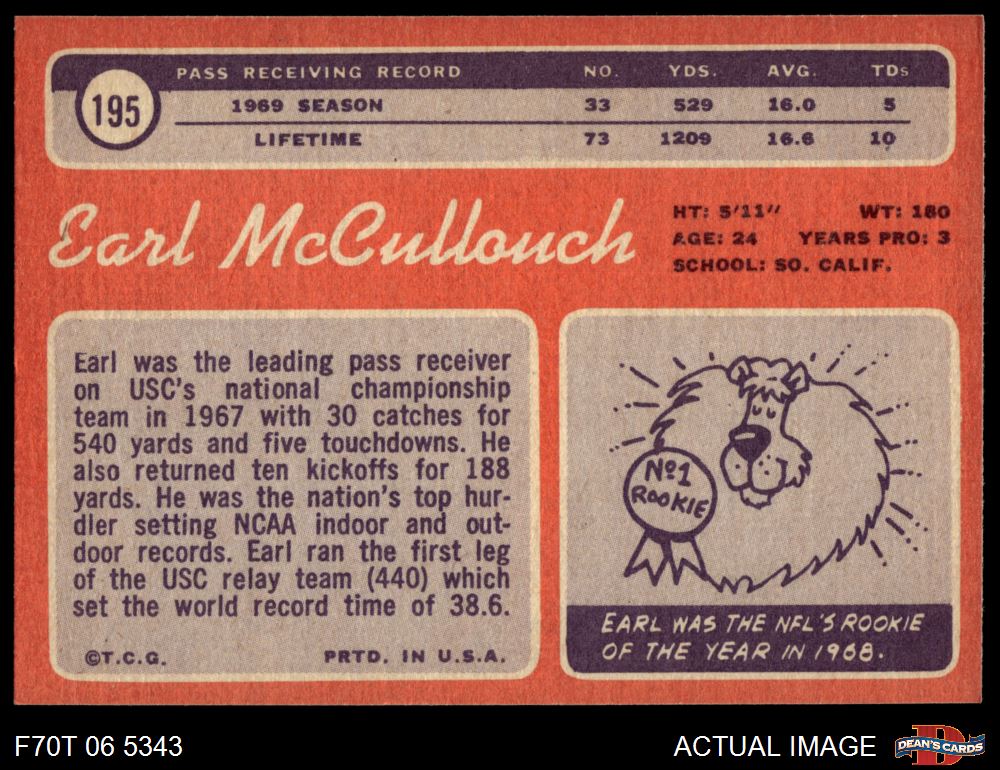 195
PASS RECEIVING RECORD NO. YDS. AVG. TDs
1969 SEASON 33 529 16.0 5
LIFETIME 73 1209 16.6 10
Earl McCullouch
HT: 5'11" WT: 180
AGE: 24 YEARS PRO: 3
SCHOOL: SO. CALIF.
Earl was the leading pass receiver
on USC's national championship
team in 1967 with 30 catches for
540 yards and five touchdowns. He
also returned ten kickoffs for 188
yards. He was the nation's top hur-
dler setting NCAA indoor and out-
door records. Earl ran the first leg
of the USC relay team (440) which
set the world record time of 38.6.
©T.C.G. PRTD. IN U.S.A.
Nº1
ROOKIE
EARL WAS THE NFL'S ROOKIE
OF THE YEAR IN 1968.
F70T 06 5343
ACTUAL IMAGE
D
DEAN'S CARDS